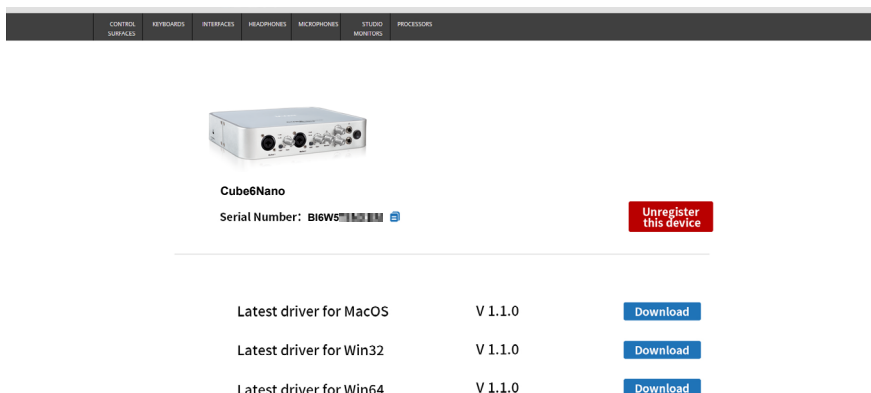 CONTROL SURFACES KEYBOARDS INTERFACES HEADPHONES MICROPHONES STUDIO MONITORS PROCESSORS
Cube6Nano
Serial Number: BI6W5
Unregister
this device
Latest driver for MacOS V 1.1.0 Download
Latest driver for Win32 V 1.1.0 Download
Latest driver for Win64 V 1.1.0 Download